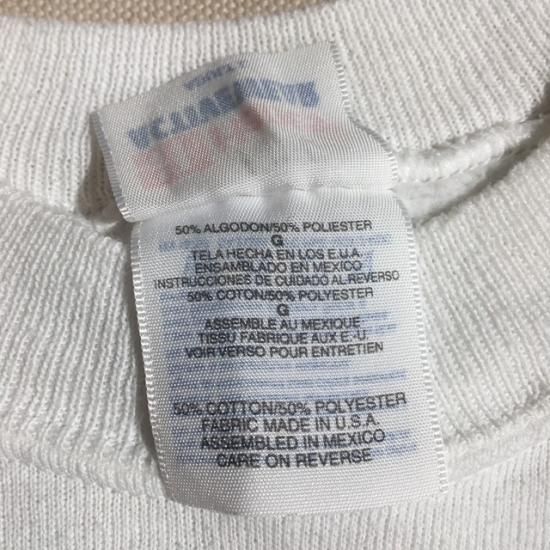 50% ALGODON/50% POLIESTER
G
TELA HECHA EN LOS E.U.A.
ENSAMBLADO EN MEXICO
INSTRUCCIONES DE CUIDADO AL REVERSO
50% COTON/50% POLYESTER
G
ASSEMBLE AU MEXIQUE
TISSU FABRIQUE AUX E.-U.
VOIR VERSO POUR ENTRETIEN
50% COTTON/50% POLYESTER
FABRIC MADE IN U.S.A.
ASSEMBLED IN MEXICO
CARE ON REVERSE